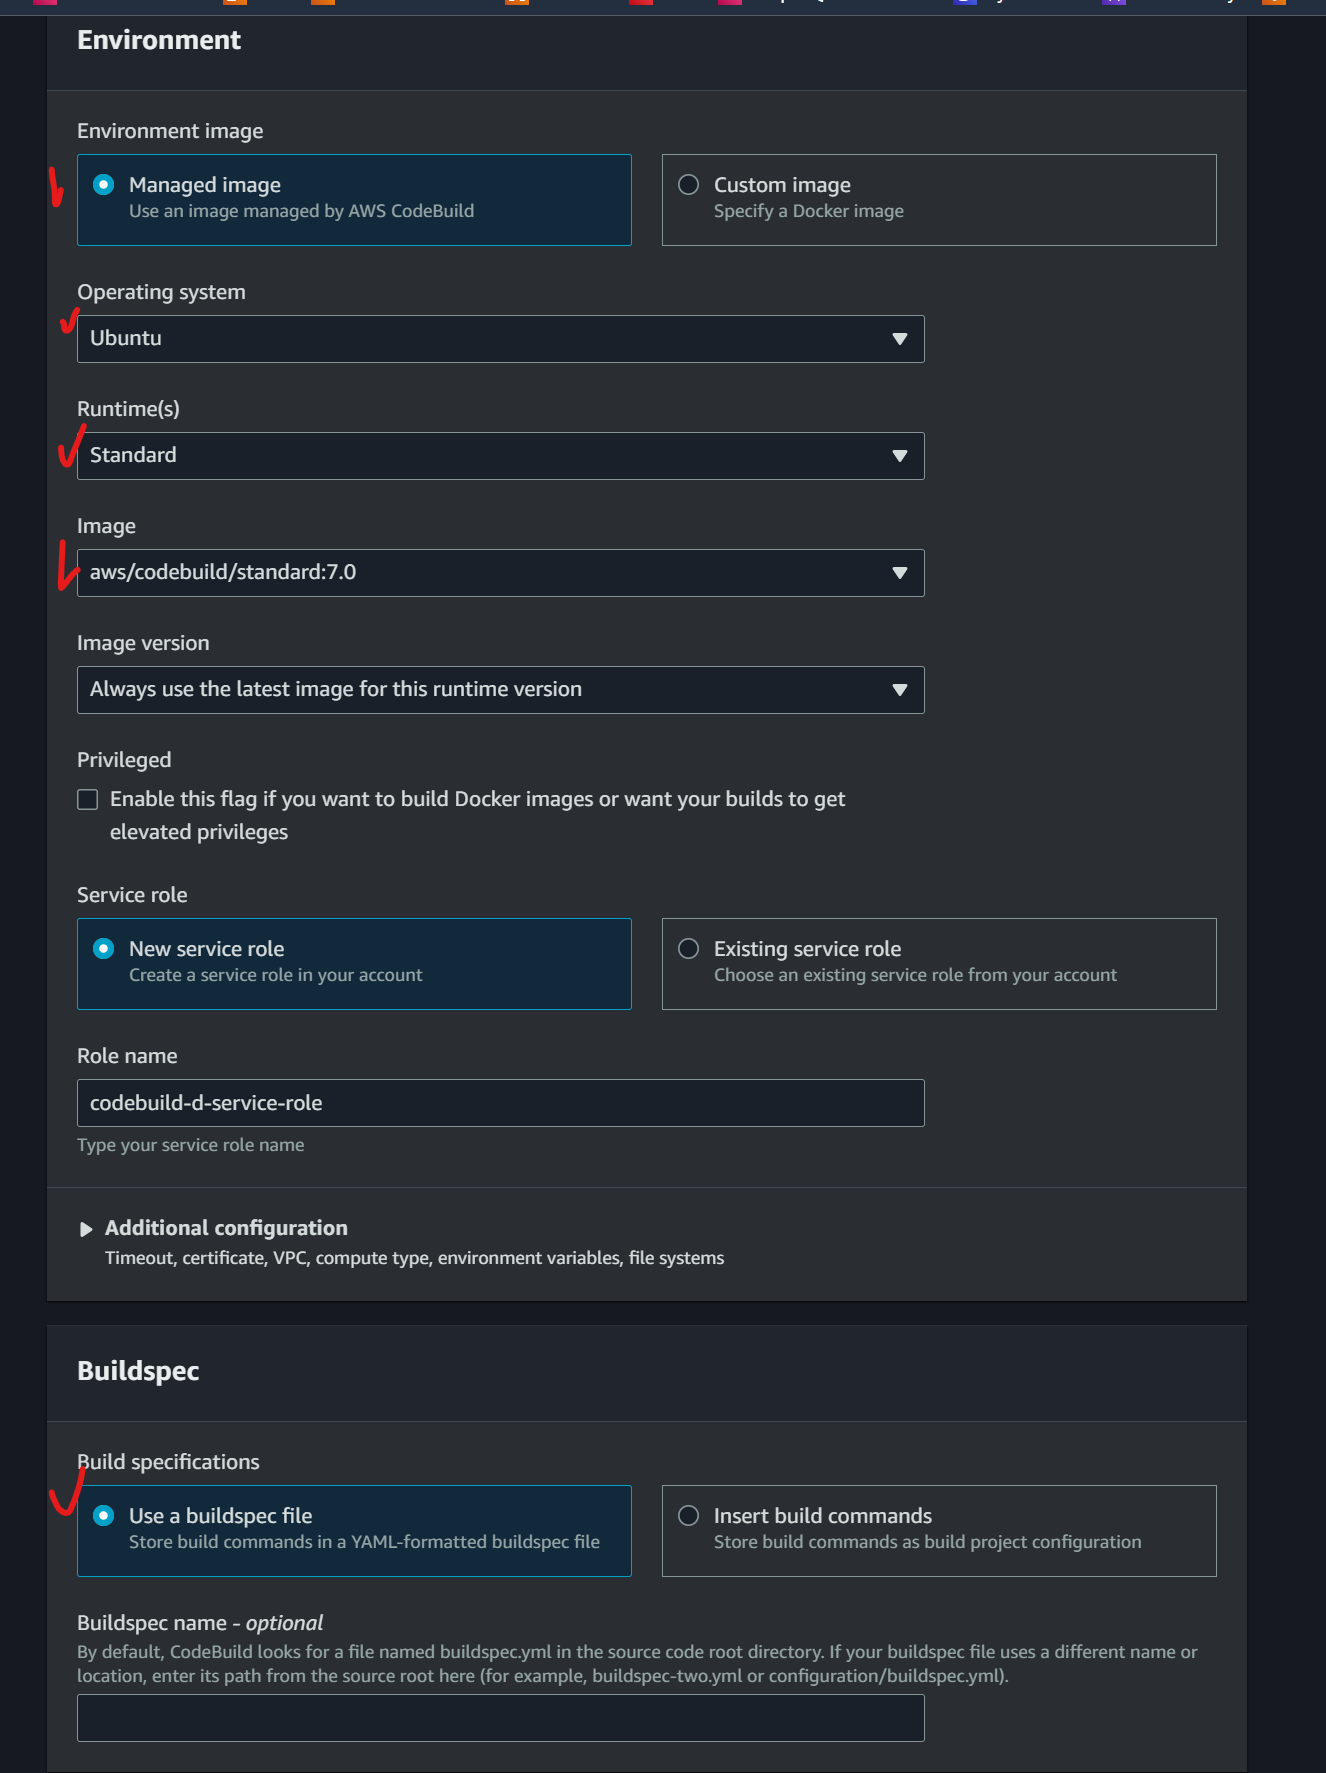 Environment
Environment image
Managed image
Use an image managed by AWS CodeBuild
Custom image
Specify a Docker image
Operating system
Ubuntu
Runtime(s)
Standard
Image
aws/codebuild/standard:7.0
Image version
Always use the latest image for this runtime version
Privileged
Enable this flag if you want to build Docker images or want your builds to get
elevated privileges
Service role
New service role
Create a service role in your account
Existing service role
Choose an existing service role from your account
Role name
codebuild-d-service-role
Type your service role name
Additional configuration
Timeout, certificate, VPC, compute type, environment variables, file systems
Buildspec
Build specifications
Use a buildspec file
Store build commands in a YAML-formatted buildspec file
Insert build commands
Store build commands as build project configuration
Buildspec name - optional
By default, CodeBuild looks for a file named buildspec.yml in the source code root directory. If your buildspec file uses a different name or
location, enter its path from the source root here (for example, buildspec-two.yml or configuration/buildspec.yml).